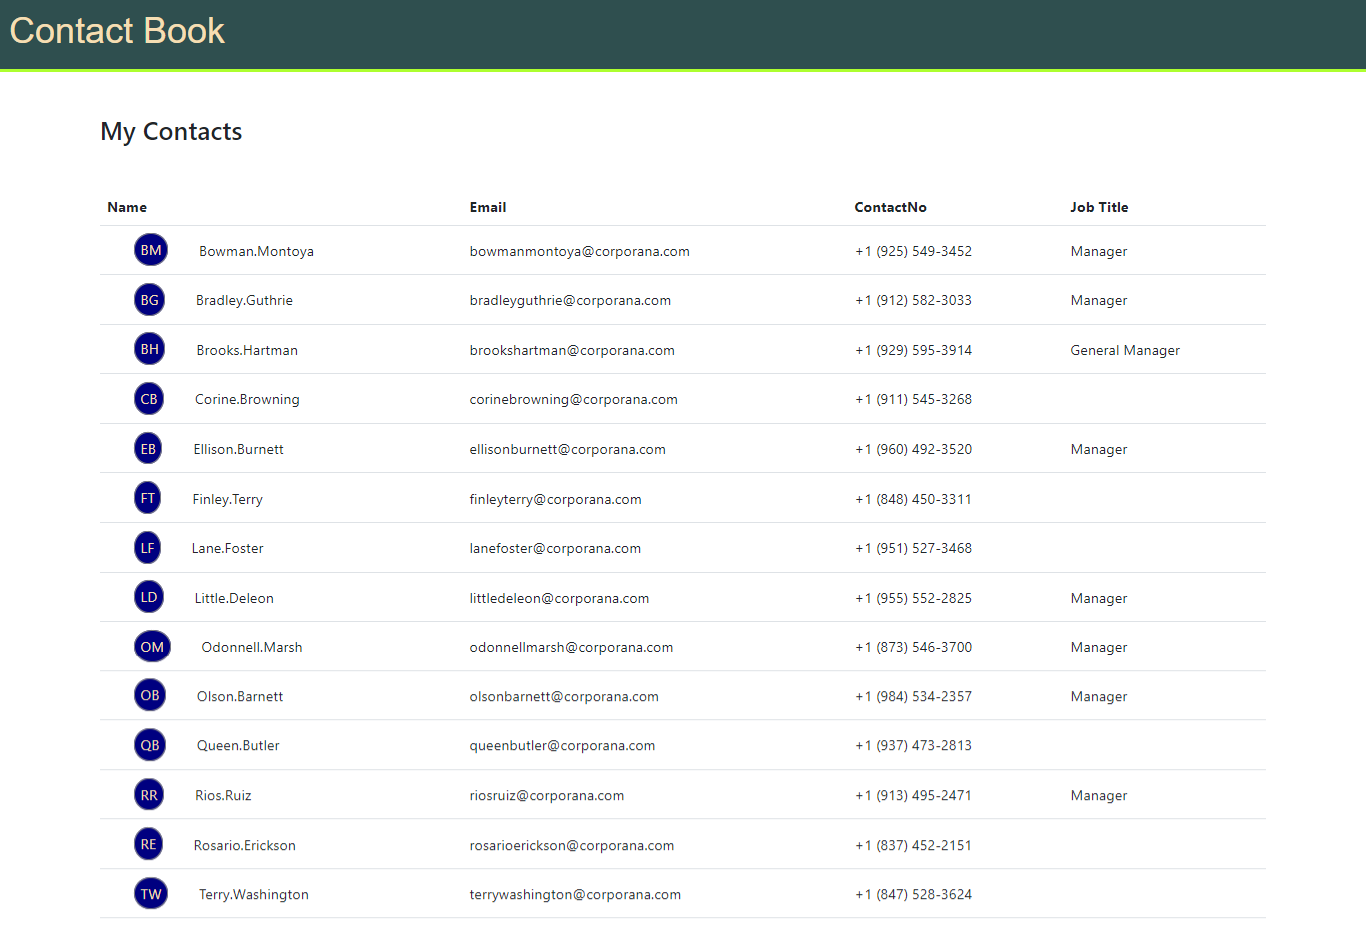 Contact Book
My Contacts
Name Email ContactNo Job Title
BM Bowman.Montoya bowmanmontoya@corporana.com +1 (925) 549-3452 Manager
BG Bradley.Guthrie bradleyguthrie@corporana.com +1 (912) 582-3033 Manager
BH Brooks.Hartman brookshartman@corporana.com +1 (929) 595-3914 General Manager
CB Corine.Browning corinebrowning@corporana.com +1 (911) 545-3268
EB Ellison.Burnett ellisonburnett@corporana.com +1 (960) 492-3520 Manager
FT Finley.Terry finleyterry@corporana.com +1 (848) 450-3311
LF Lane.Foster lanefoster@corporana.com +1 (951) 527-3468
LD Little.Deleon littledeleon@corporana.com +1 (955) 552-2825 Manager
OM Odonnell.Marsh odonnellmarsh@corporana.com +1 (873) 546-3700 Manager
OB Olson.Barnett olsonbarnett@corporana.com +1 (984) 534-2357 Manager
QB Queen.Butler queenbutler@corporana.com +1 (937) 473-2813
RR Rios.Ruiz riosruiz@corporana.com +1 (913) 495-2471 Manager
RE Rosario.Erickson rosarioerickson@corporana.com +1 (837) 452-2151
TW Terry.Washington terrywashington@corporana.com +1 (847) 528-3624